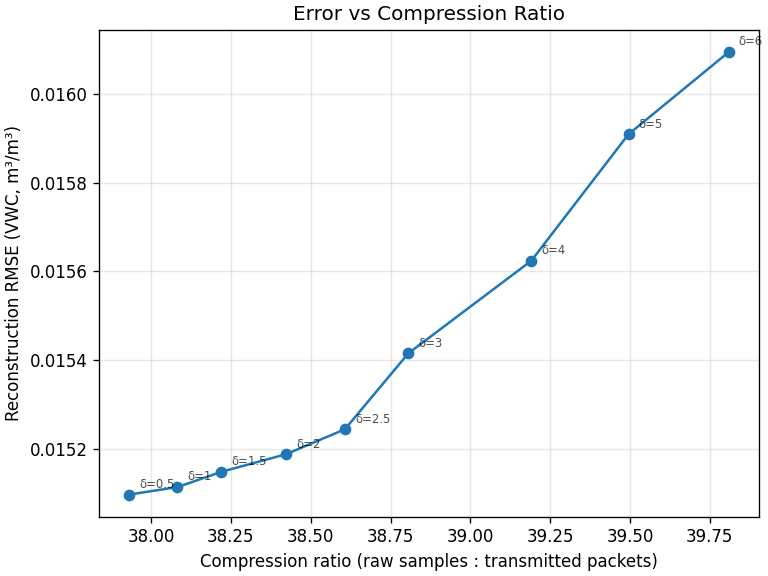 Error vs Compression Ratio
Reconstruction RMSE (VWC, m³/m³)
0.0160
0.0158
0.0156
0.0154
0.0152
δ=6
δ=5
δ=4
δ=3
δ=2.5
δ=2
δ=1.5
δ=1
δ=0.5
38.00 38.25 38.50 38.75 39.00 39.25 39.50 39.75
Compression ratio (raw samples : transmitted packets)